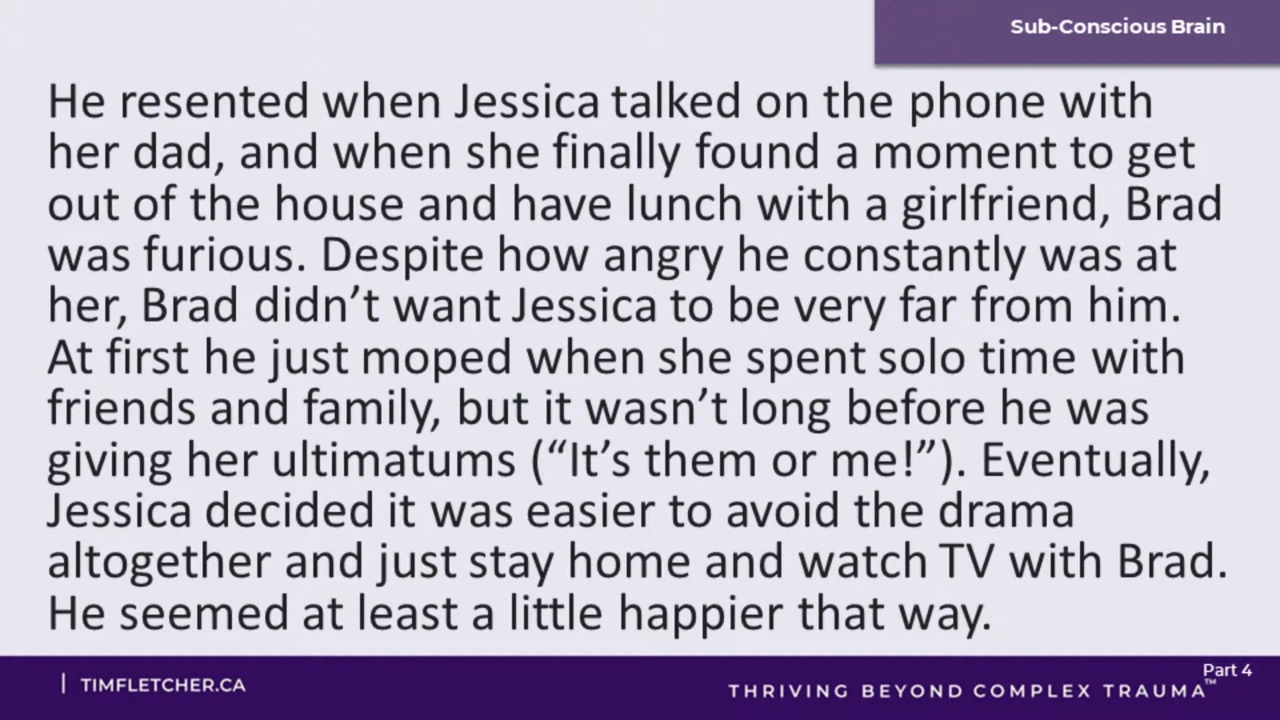 Sub-Conscious Brain
He resented when Jessica talked on the phone with
her dad, and when she finally found a moment to get
out of the house and have lunch with a girlfriend, Brad
was furious. Despite how angry he constantly was at
her, Brad didn’t want Jessica to be very far from him.
At first he just moped when she spent solo time with
friends and family, but it wasn’t long before he was
giving her ultimatums (“It’s them or me!”). Eventually,
Jessica decided it was easier to avoid the drama
altogether and just stay home and watch TV with Brad.
He seemed at least a little happier that way.
Part 4
| TIMFLETCHER.CA
THRIVING BEYOND COMPLEX TRAUMA™